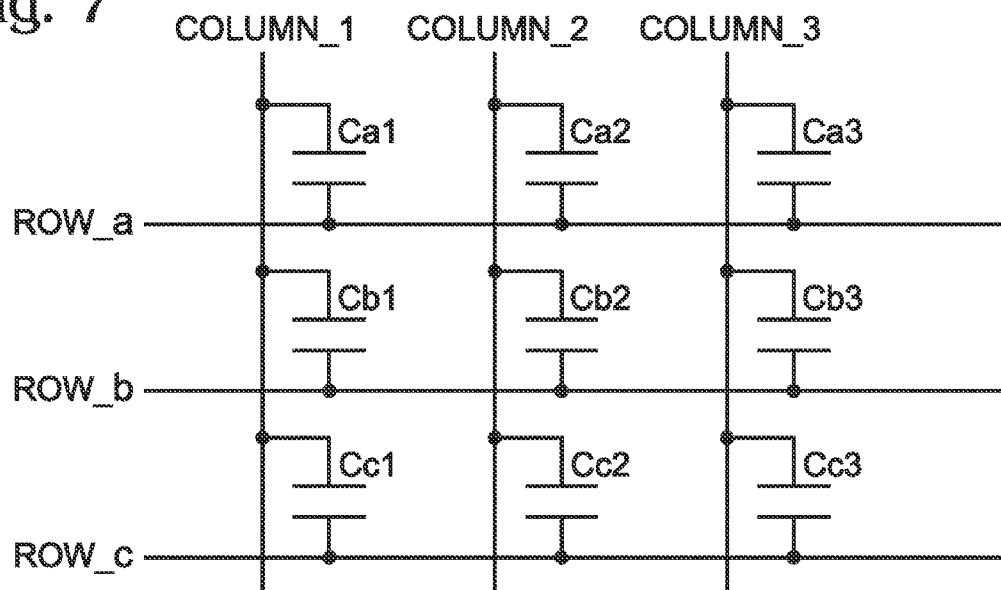 COLUMN_1 COLUMN_2 COLUMN_3
Ca1 Ca2 Ca3
ROW_a
Cb1 Cb2 Cb3
ROW_b
Cc1 Cc2 Cc3
ROW_c